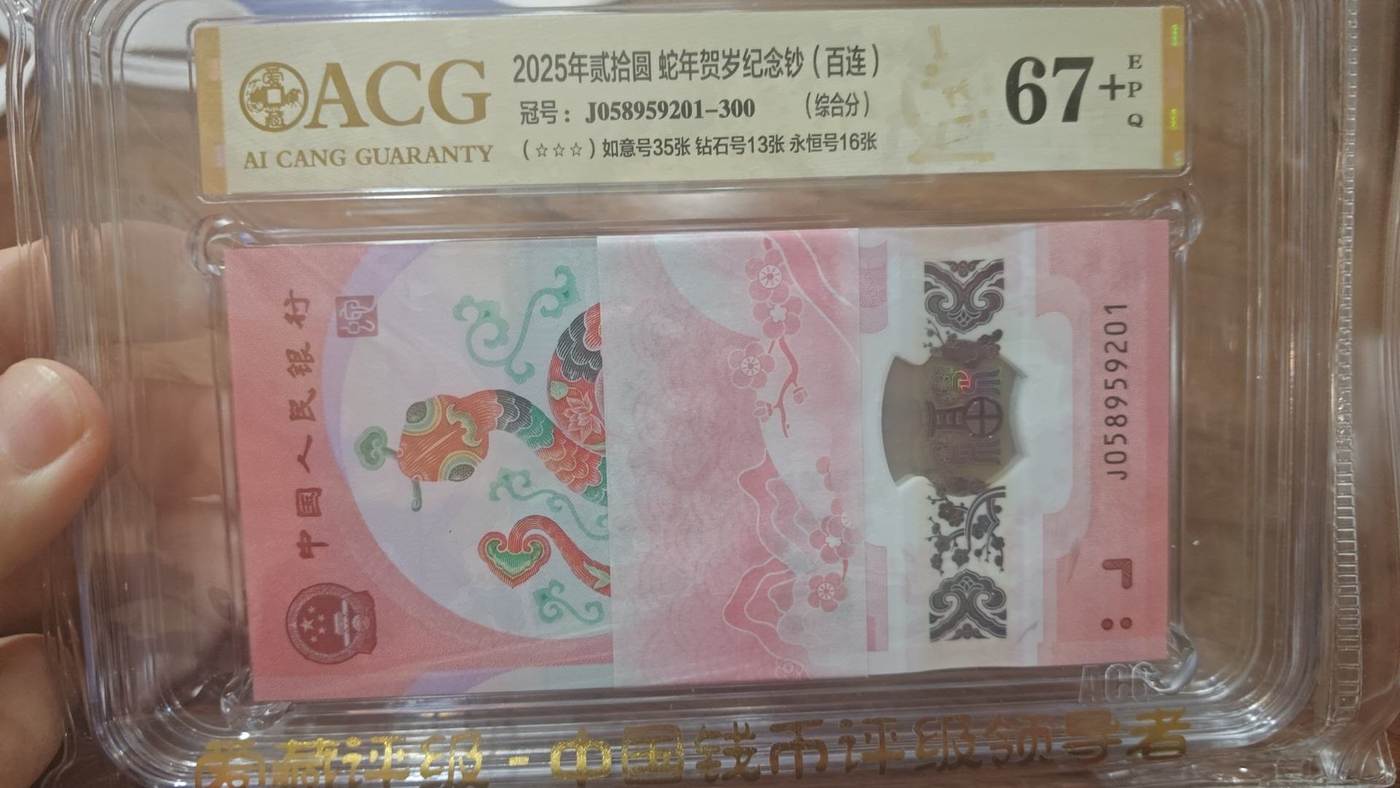 ACG
AI CANG GUARANTY
2025年贰拾圆 蛇年贺岁纪念钞（百连）
冠号：J058959201-300 （综合分）
（☆☆☆）如意号35张 钻石号13张 永恒号16张
67+
EPQ
中国人民银行
J058959201
ACG
爱藏评级·中国钱币评级领导者